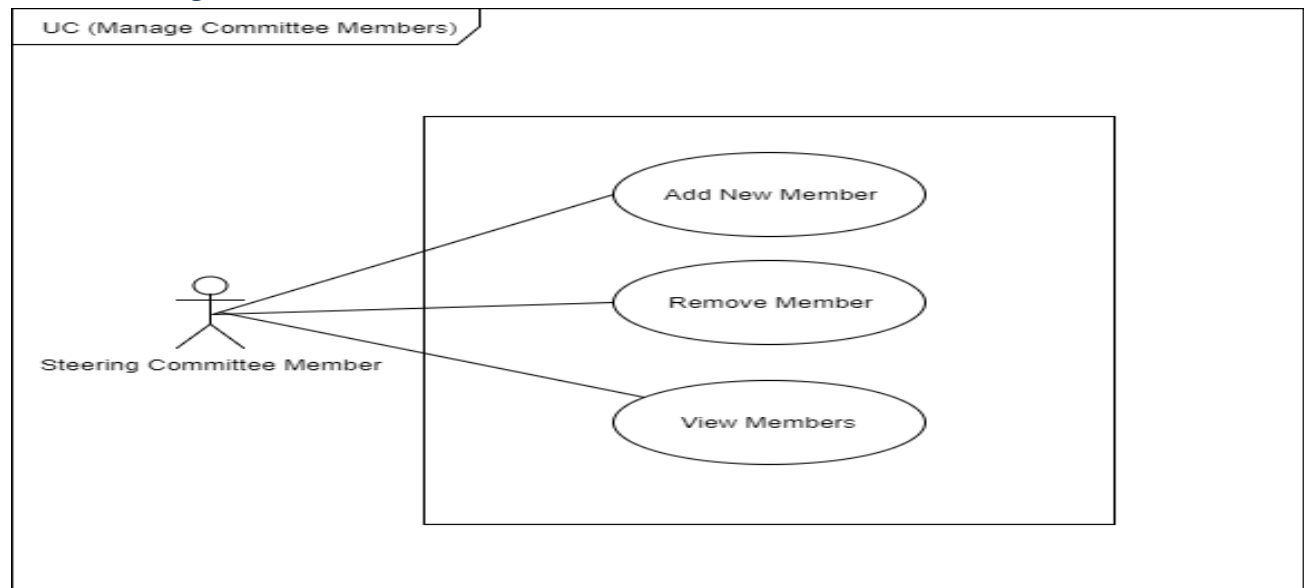 UC (Manage Committee Members)
Add New Member
Remove Member
Steering Committee Member
View Members